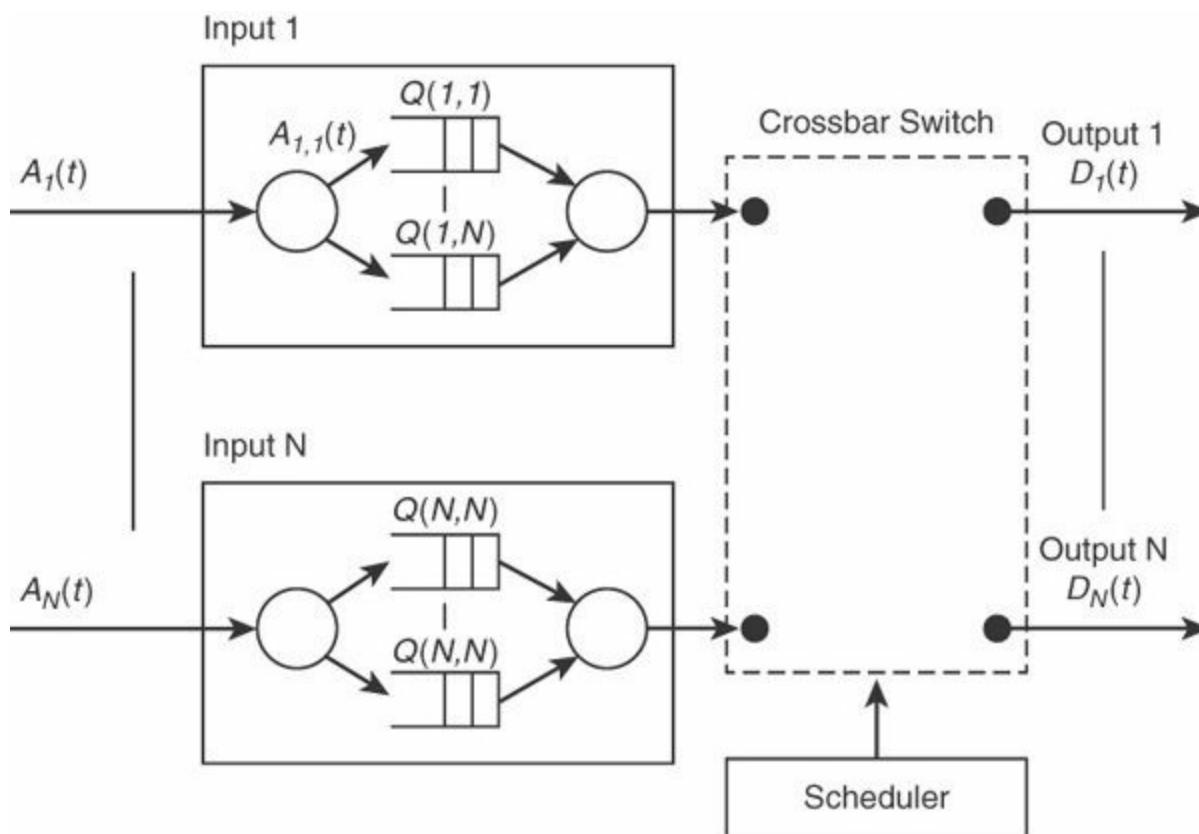 Input 1
Q(1,1)
A1,1(t)
Crossbar Switch
Output 1
D1(t)
A1(t)
Q(1,N)
Input N
Q(N,N)
AN(t)
Output N
DN(t)
Q(N,N)
Scheduler